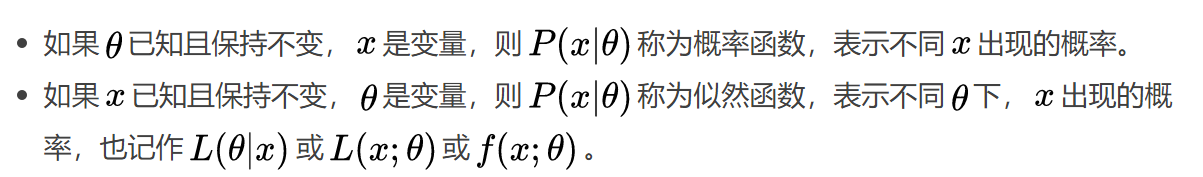 • 如果 θ 已知且保持不变， x 是变量，则 P(x|θ) 称为概率函数，表示不同 x 出现的概率。
• 如果 x 已知且保持不变， θ 是变量，则 P(x|θ) 称为似然函数，表示不同 θ 下， x 出现的概
率，也记作 L(θ|x) 或 L(x;θ) 或 f(x;θ) 。